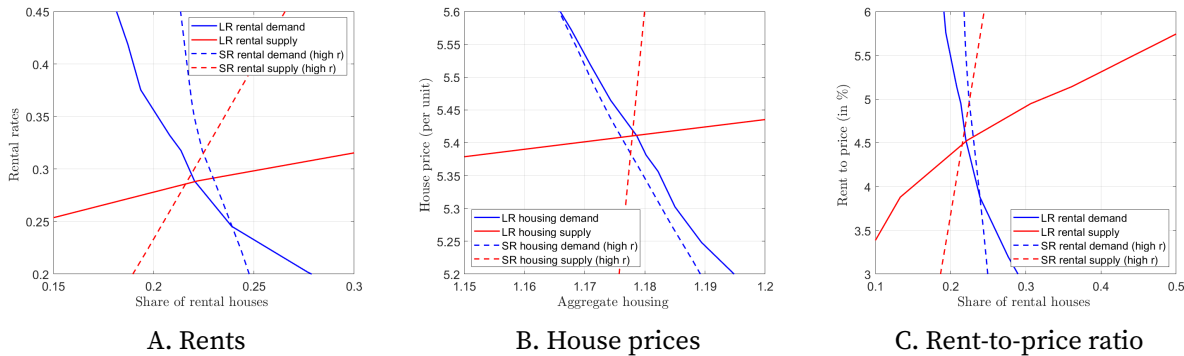 0.45
0.4
0.35
0.3
0.25
0.2
Rental rates
LR rental demand
LR rental supply
SR rental demand (high r)
SR rental supply (high r)
0.15
0.2
0.25
0.3
Share of rental houses
A. Rents
5.6
5.55
5.5
5.45
5.4
5.35
5.3
5.25
5.2
House price (per unit)
LR housing demand
LR housing supply
SR housing demand (high r)
SR housing supply (high r)
1.15
1.16
1.17
1.18
1.19
1.2
Aggregate housing
B. House prices
6
5.5
5
4.5
4
3.5
3
Rent to price (in %)
LR rental demand
LR rental supply
SR rental demand (high r)
SR rental supply (high r)
0.1
0.2
0.3
0.4
0.5
Share of rental houses
C. Rent-to-price ratio